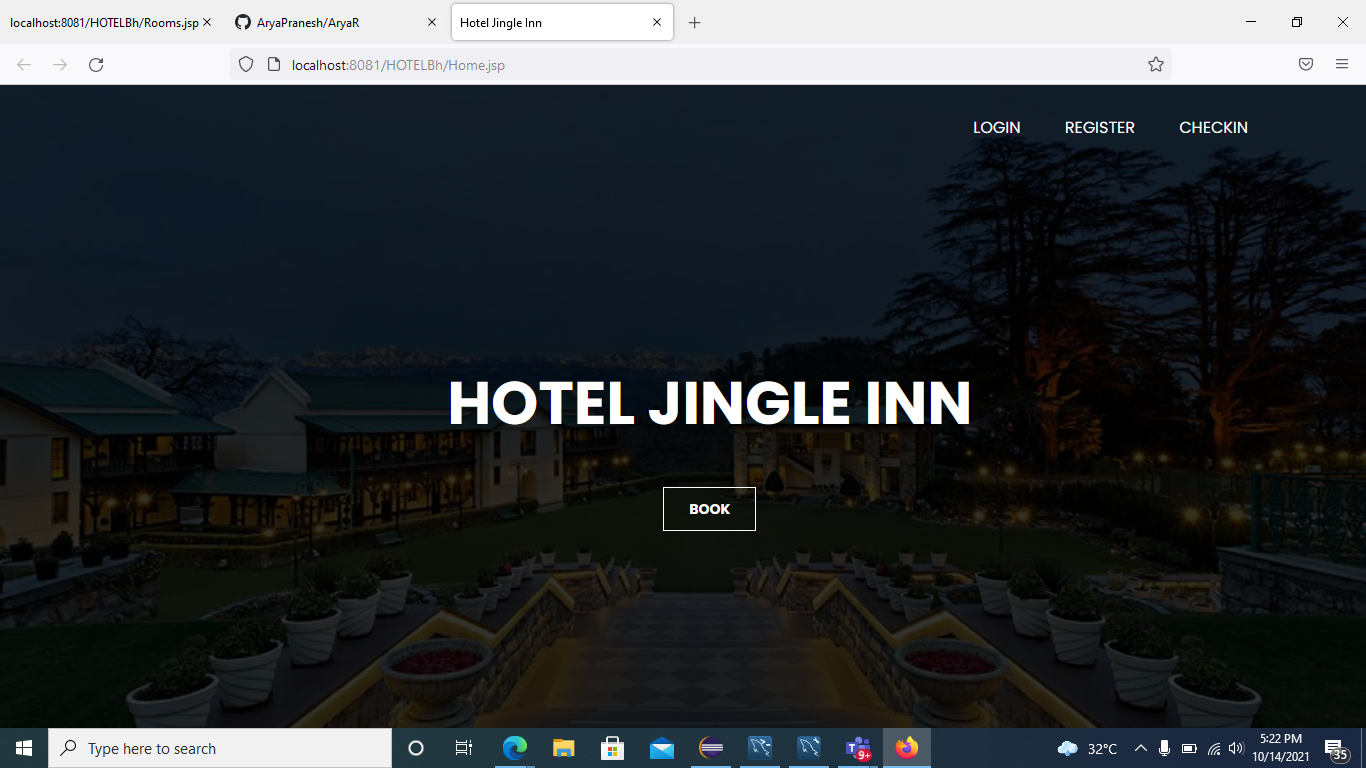 localhost:8081/HOTELBh/Rooms.jsp
AryaPranesh/AryaR
Hotel Jingle Inn
localhost:8081/HOTELBh/Home.jsp
LOGIN REGISTER CHECKIN
HOTEL JINGLE INN
BOOK
Type here to search
9+
32°C
5:22 PM
10/14/2021
35